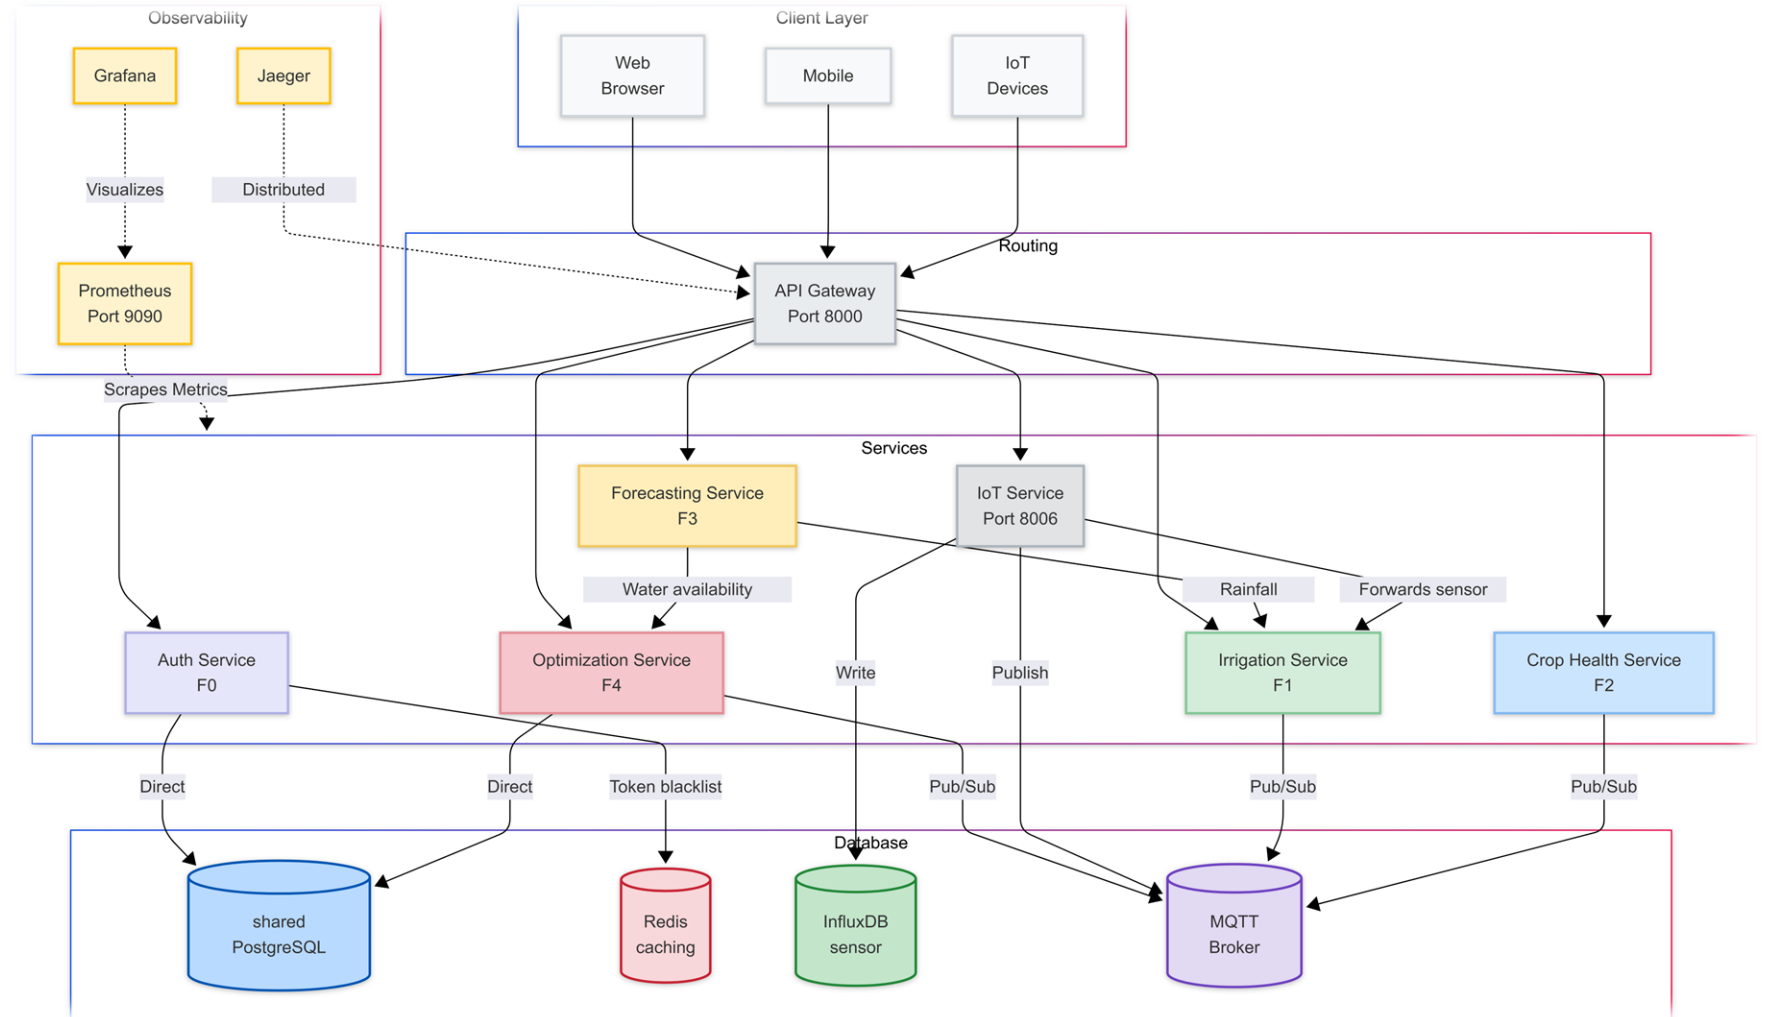 Observability
Client Layer
Grafana
Jaeger
Web
Browser
Mobile
IoT
Devices
Visualizes
Distributed
Routing
Prometheus
Port 9090
API Gateway
Port 8000
Scrapes Metrics
Services
Forecasting Service
F3
IoT Service
Port 8006
Water availability
Rainfall
Forwards sensor
Auth Service
F0
Optimization Service
F4
Write
Publish
Irrigation Service
F1
Crop Health Service
F2
Direct
Direct
Token blacklist
Pub/Sub
Pub/Sub
Pub/Sub
Database
shared
PostgreSQL
Redis
caching
InfluxDB
sensor
MQTT
Broker